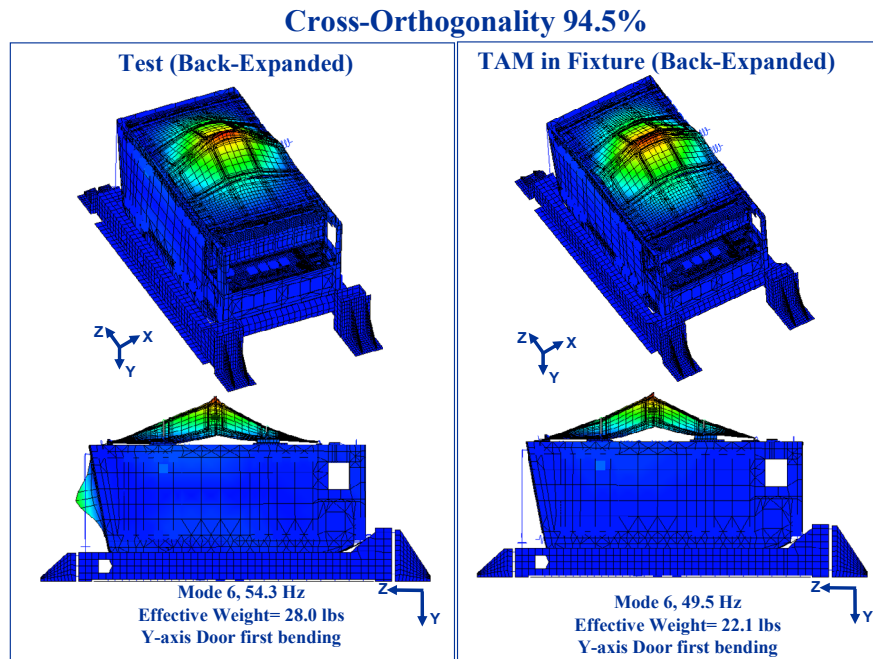 Cross-Orthogonality 94.5%
Test (Back-Expanded)
Z
X
Y
Z
Y
Mode 6, 54.3 Hz
Effective Weight= 28.0 lbs
Y-axis Door first bending
TAM in Fixture (Back-Expanded)
Z
X
Y
Z
Y
Mode 6, 49.5 Hz
Effective Weight= 22.1 lbs
Y-axis Door first bending